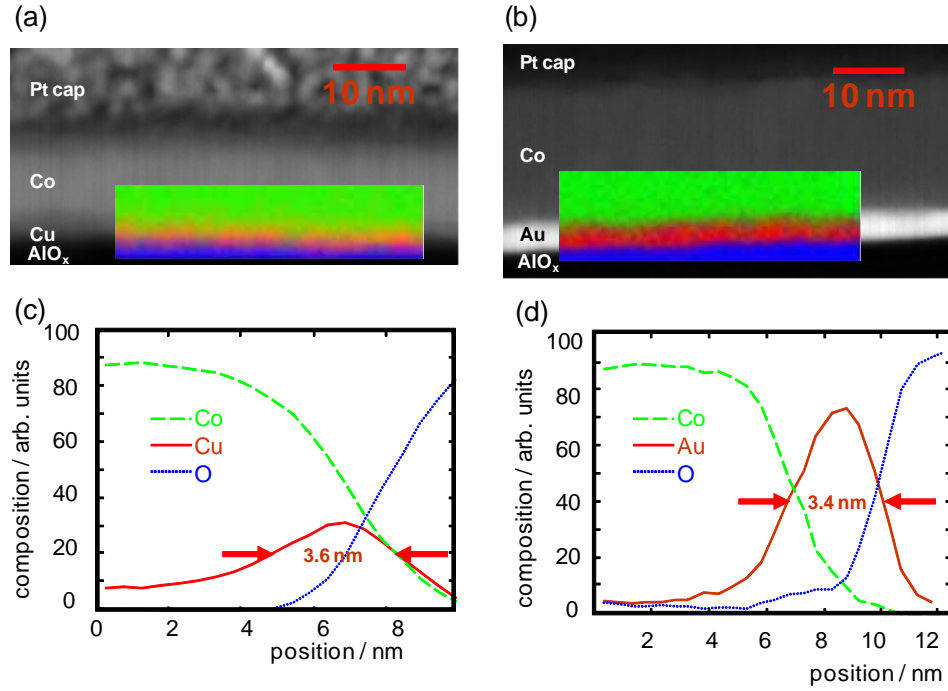 (a)
Pt cap
10 nm
Co
Cu
AlOₓ
(b)
Pt cap
10 nm
Co
Au
AlOₓ
(c)
100
80
60
40
20
0
composition / arb. units
Co
Cu
O
3.6 nm
0 2 4 6 8
position / nm
(d)
100
80
60
40
20
0
composition / arb. units
Co
Au
O
3.4 nm
2 4 6 8 10 12
position / nm